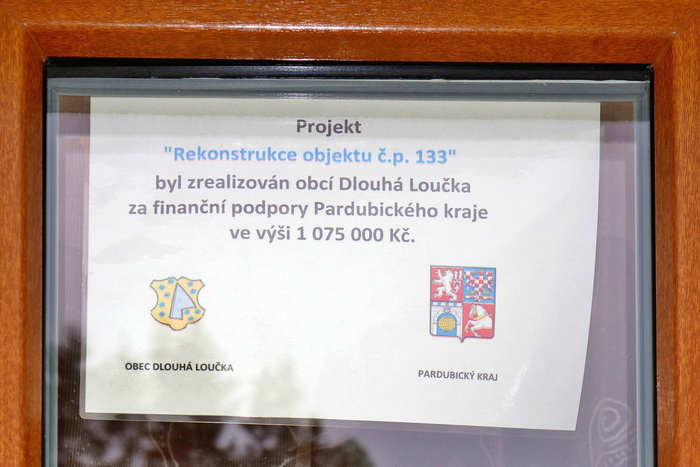 Projekt
"Rekonstrukce objektu č.p. 133"
byl zrealizován obcí Dlouhá Loučka
za finanční podpory Pardubického kraje
ve výši 1 075 000 Kč.
OBEC DLOUHÁ LOUČKA
PARDUBICKÝ KRAJ